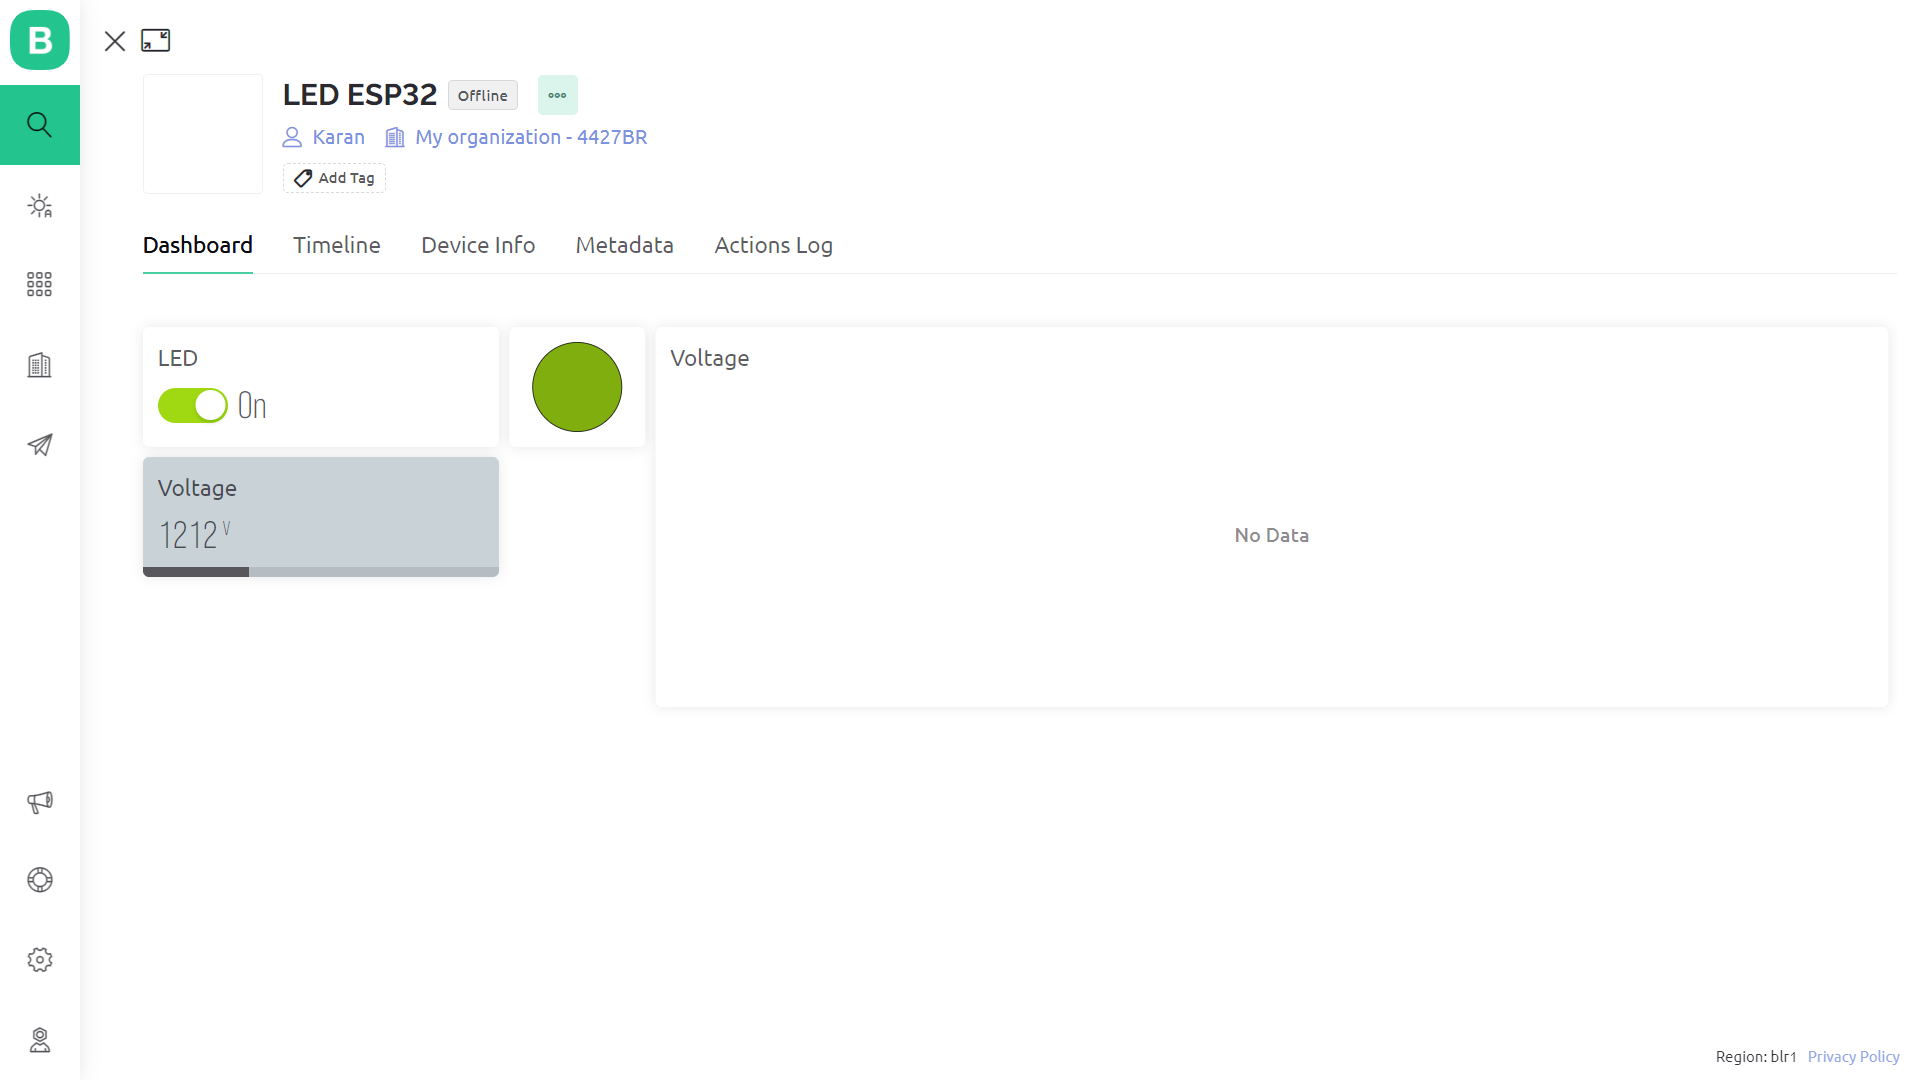 B
LED ESP32 Offline
Karan My organization - 4427BR
Add Tag
Dashboard Timeline Device Info Metadata Actions Log
LED
On
Voltage
1212 V
Voltage
No Data
Region: blr1 Privacy Policy